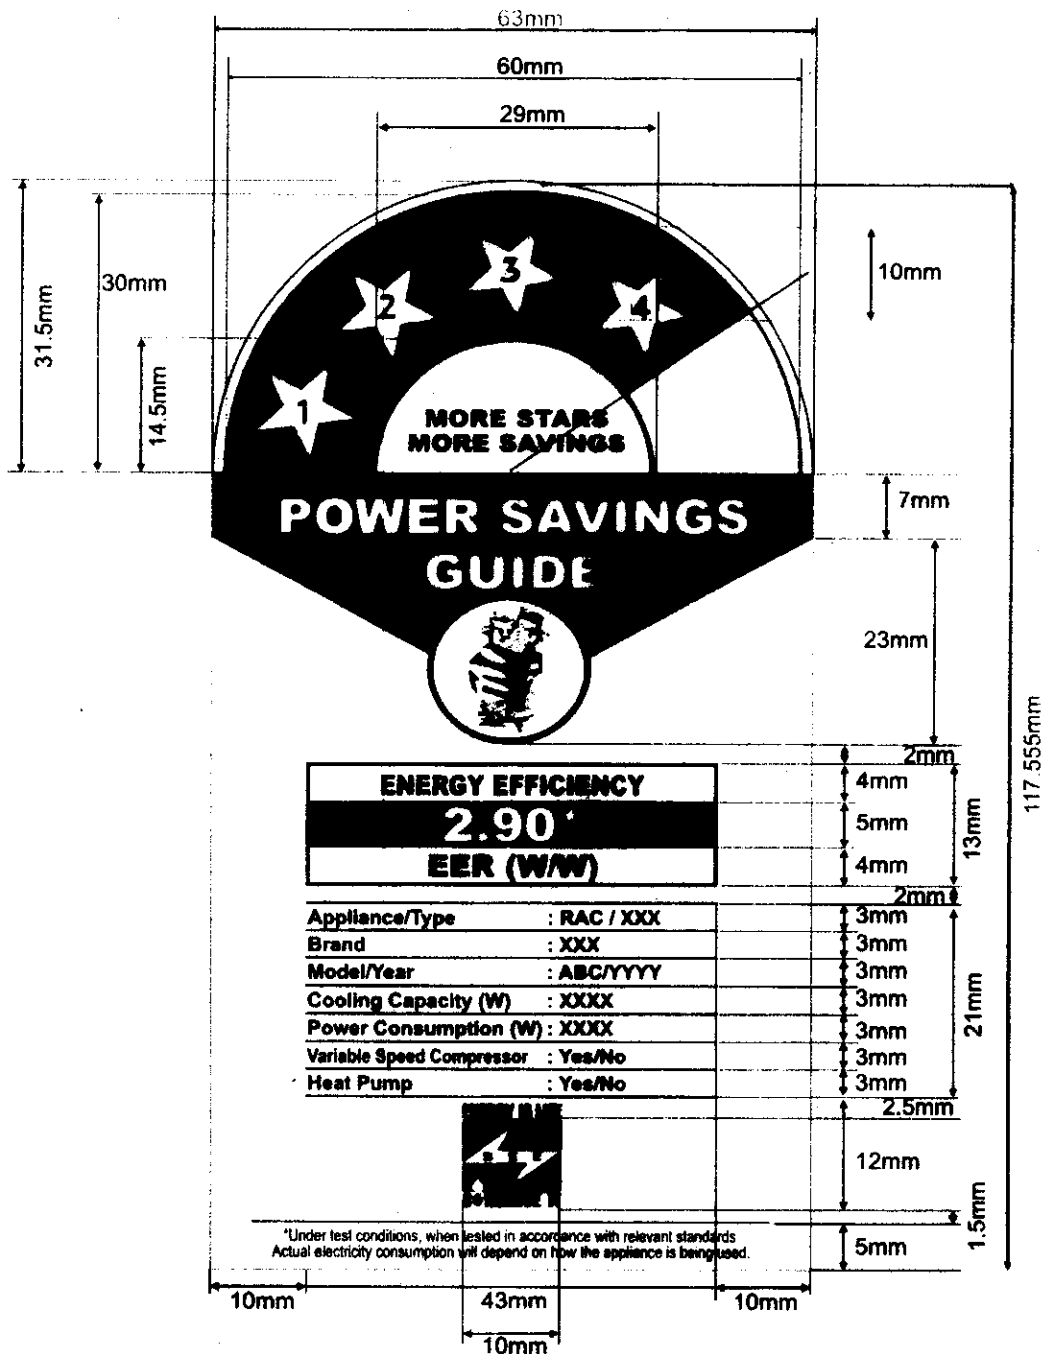 63mm
60mm
29mm
31.5mm
30mm
14.5mm
10mm
1
2
3
4
MORE STARS
MORE SAVINGS
7mm
POWER SAVINGS
GUIDE
23mm
117.555mm
2mm
ENERGY EFFICIENCY
4mm
2.90*
5mm
13mm
EER (W/W)
4mm
2mm
Appliance/Type : RAC / XXX
3mm
Brand : XXX
3mm
Model/Year : ABC/YYYY
3mm
Cooling Capacity (W) : XXXX
3mm
21mm
Power Consumption (W) : XXXX
3mm
Variable Speed Compressor : Yes/No
3mm
Heat Pump : Yes/No
3mm
2.5mm
12mm
1.5mm
*Under test conditions, when tested in accordance with relevant standards
Actual electricity consumption will depend on how the appliance is being used.
5mm
10mm
43mm
10mm
10mm